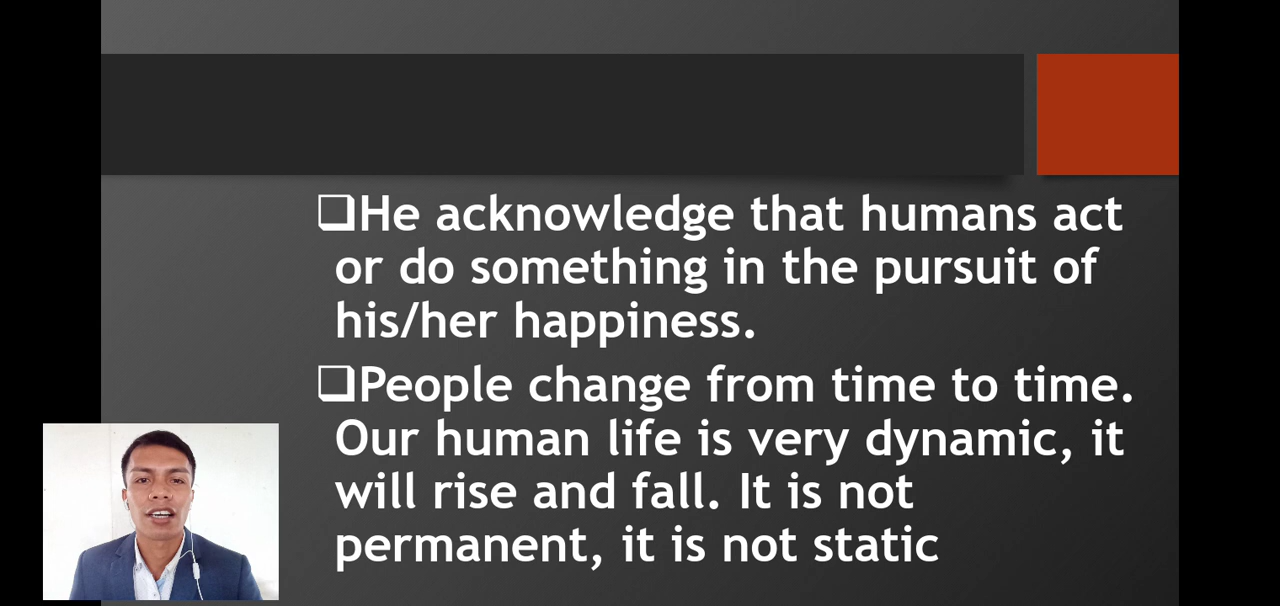 ❑He acknowledge that humans act
or do something in the pursuit of
his/her happiness.
❑People change from time to time.
Our human life is very dynamic, it
will rise and fall. It is not
permanent, it is not static